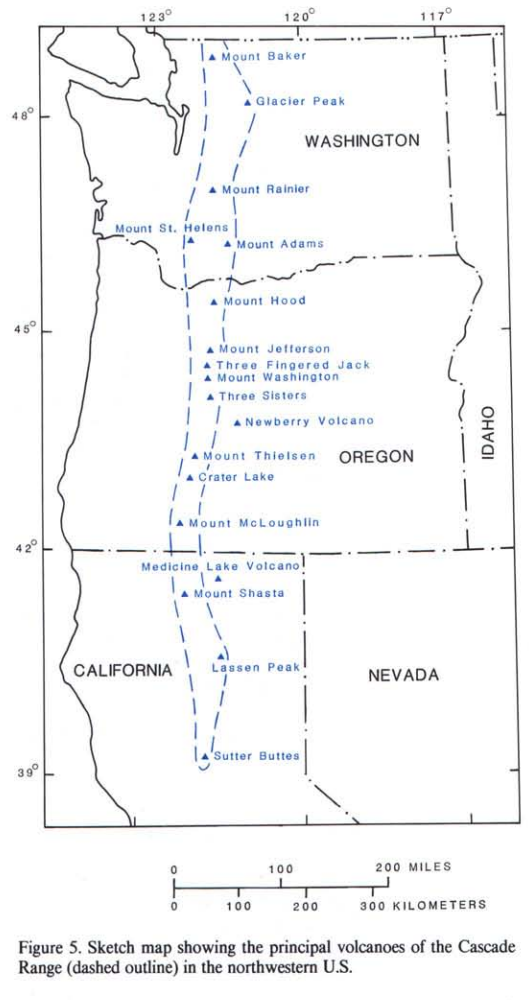 123° 120° 117°
Mount Baker
Glacier Peak
48°
WASHINGTON
Mount Rainier
Mount St. Helens
Mount Adams
Mount Hood
45°
Mount Jefferson
Three Fingered Jack
Mount Washington
Three Sisters
Newberry Volcano
IDAHO
Mount Thielsen
OREGON
Crater Lake
Mount McLoughlin
42°
Medicine Lake Volcano
Mount Shasta
CALIFORNIA
Lassen Peak
NEVADA
Sutter Buttes
39°
0 100 200 MILES
0 100 200 300 KILOMETERS
Figure 5. Sketch map showing the principal volcanoes of the Cascade
Range (dashed outline) in the northwestern U.S.